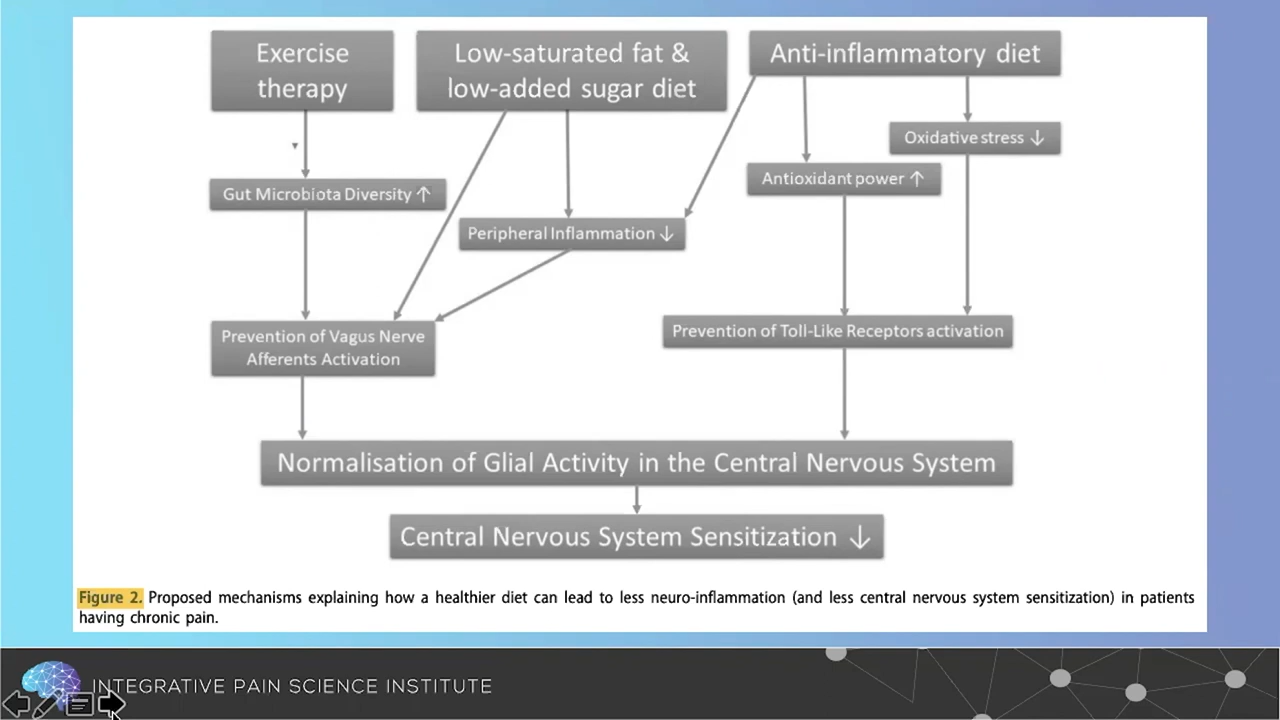 Exercise
therapy
Low-saturated fat &
low-added sugar diet
Anti-inflammatory diet
Oxidative stress ↓
Antioxidant power ↑
Gut Microbiota Diversity ↑
Peripheral Inflammation ↓
Prevention of Vagus Nerve
Afferents Activation
Prevention of Toll-Like Receptors activation
Normalisation of Glial Activity in the Central Nervous System
Central Nervous System Sensitization ↓
Figure 2. Proposed mechanisms explaining how a healthier diet can lead to less neuro-inflammation (and less central nervous system sensitization) in patients
having chronic pain.
INTEGRATIVE PAIN SCIENCE INSTITUTE